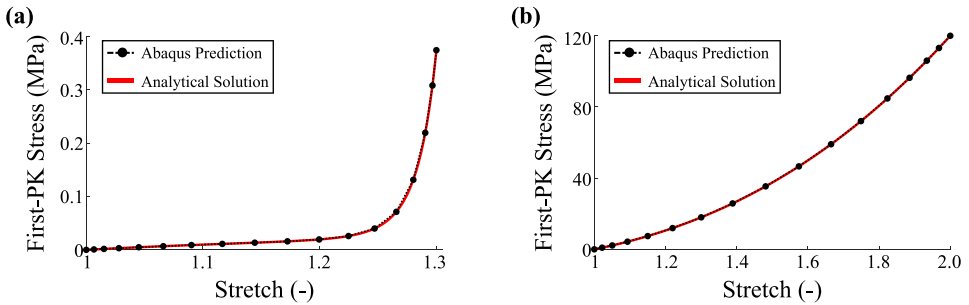 (a)
First-PK Stress (MPa)
0.4
0.3
0.2
0.1
0
Abaqus Prediction
Analytical Solution
1
1.1
1.2
1.3
Stretch (-)
(b)
First-PK Stress (MPa)
120
80
40
0
Abaqus Prediction
Analytical Solution
1
1.2
1.4
1.6
1.8
2.0
Stretch (-)